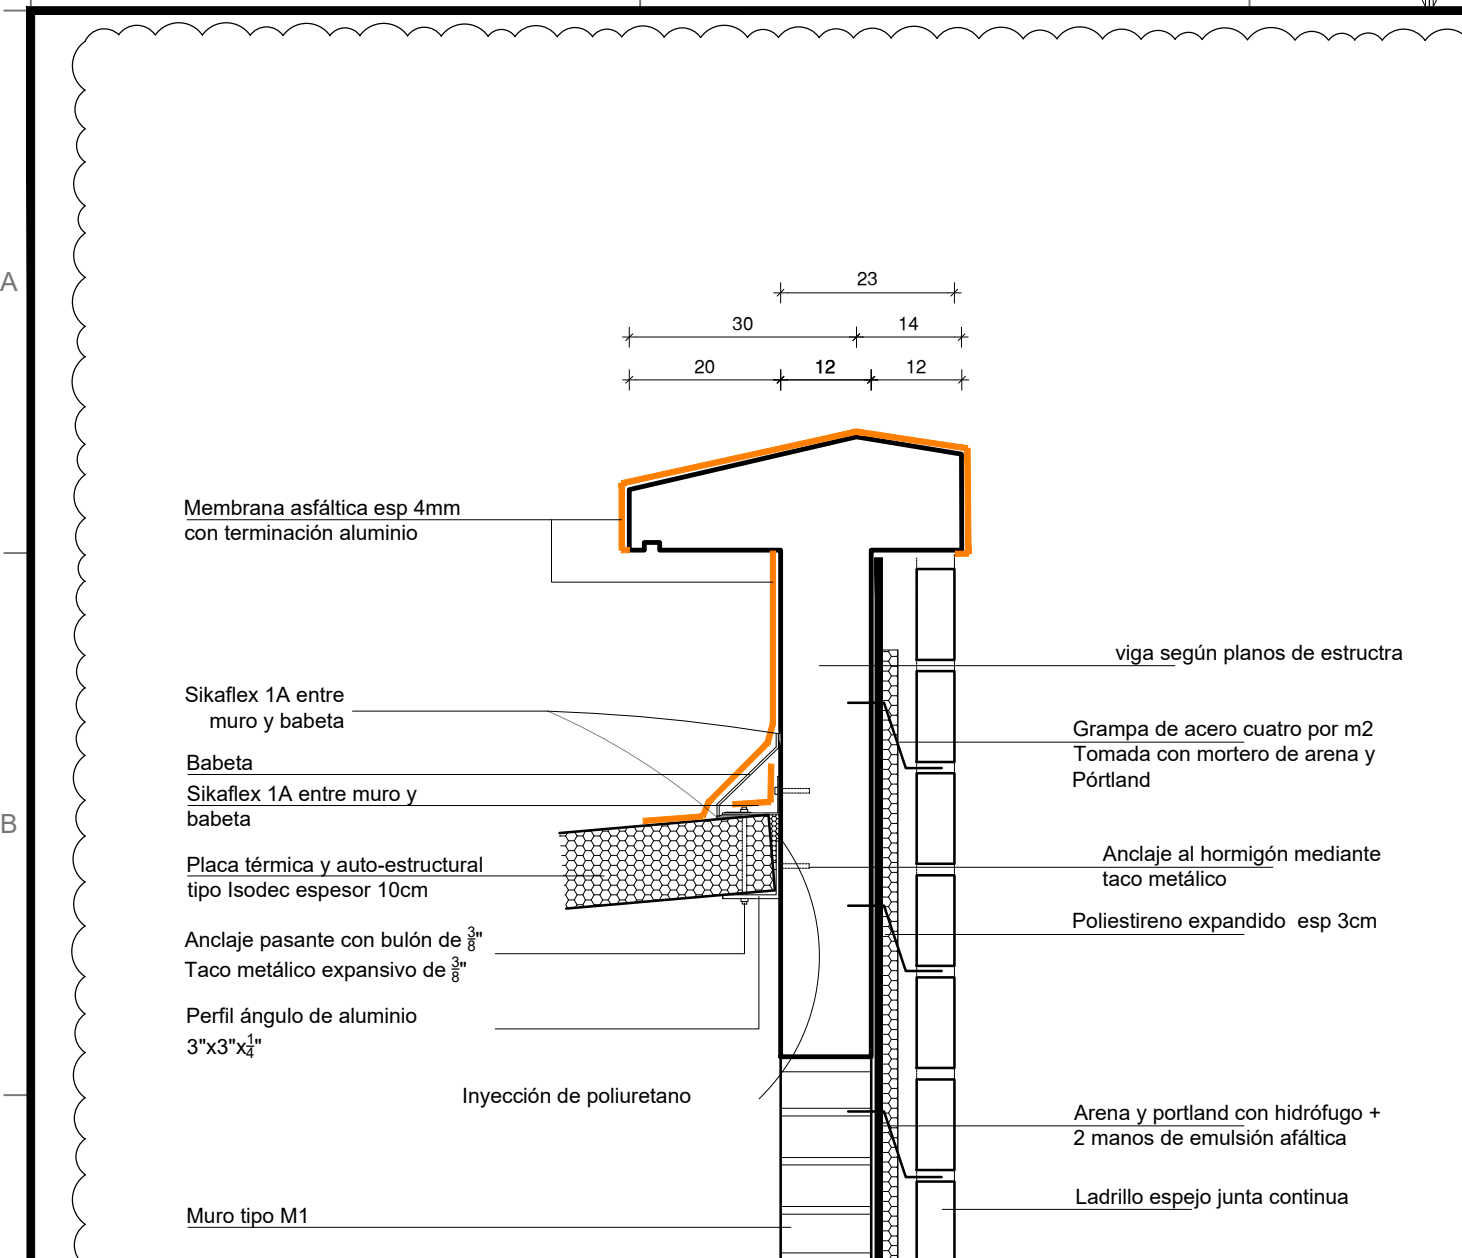 A
23
30 14
20 12 12
Membrana asfáltica esp 4mm
con terminación aluminio
viga según planos de estructra
Sikaflex 1A entre
muro y babeta
Grampa de acero cuatro por m2
Tomada con mortero de arena y
Pórtland
Babeta
Sikaflex 1A entre muro y
babeta
B
Anclaje al hormigón mediante
taco metálico
Placa térmica y auto-estructural
tipo Isodec espesor 10cm
Poliestireno expandido esp 3cm
Anclaje pasante con bulón de 3/8"
Taco metálico expansivo de 3/8"
Perfil ángulo de aluminio
3"x3"x1/4"
Inyección de poliuretano
Arena y portland con hidrófugo +
2 manos de emulsión afáltica
Ladrillo espejo junta continua
Muro tipo M1